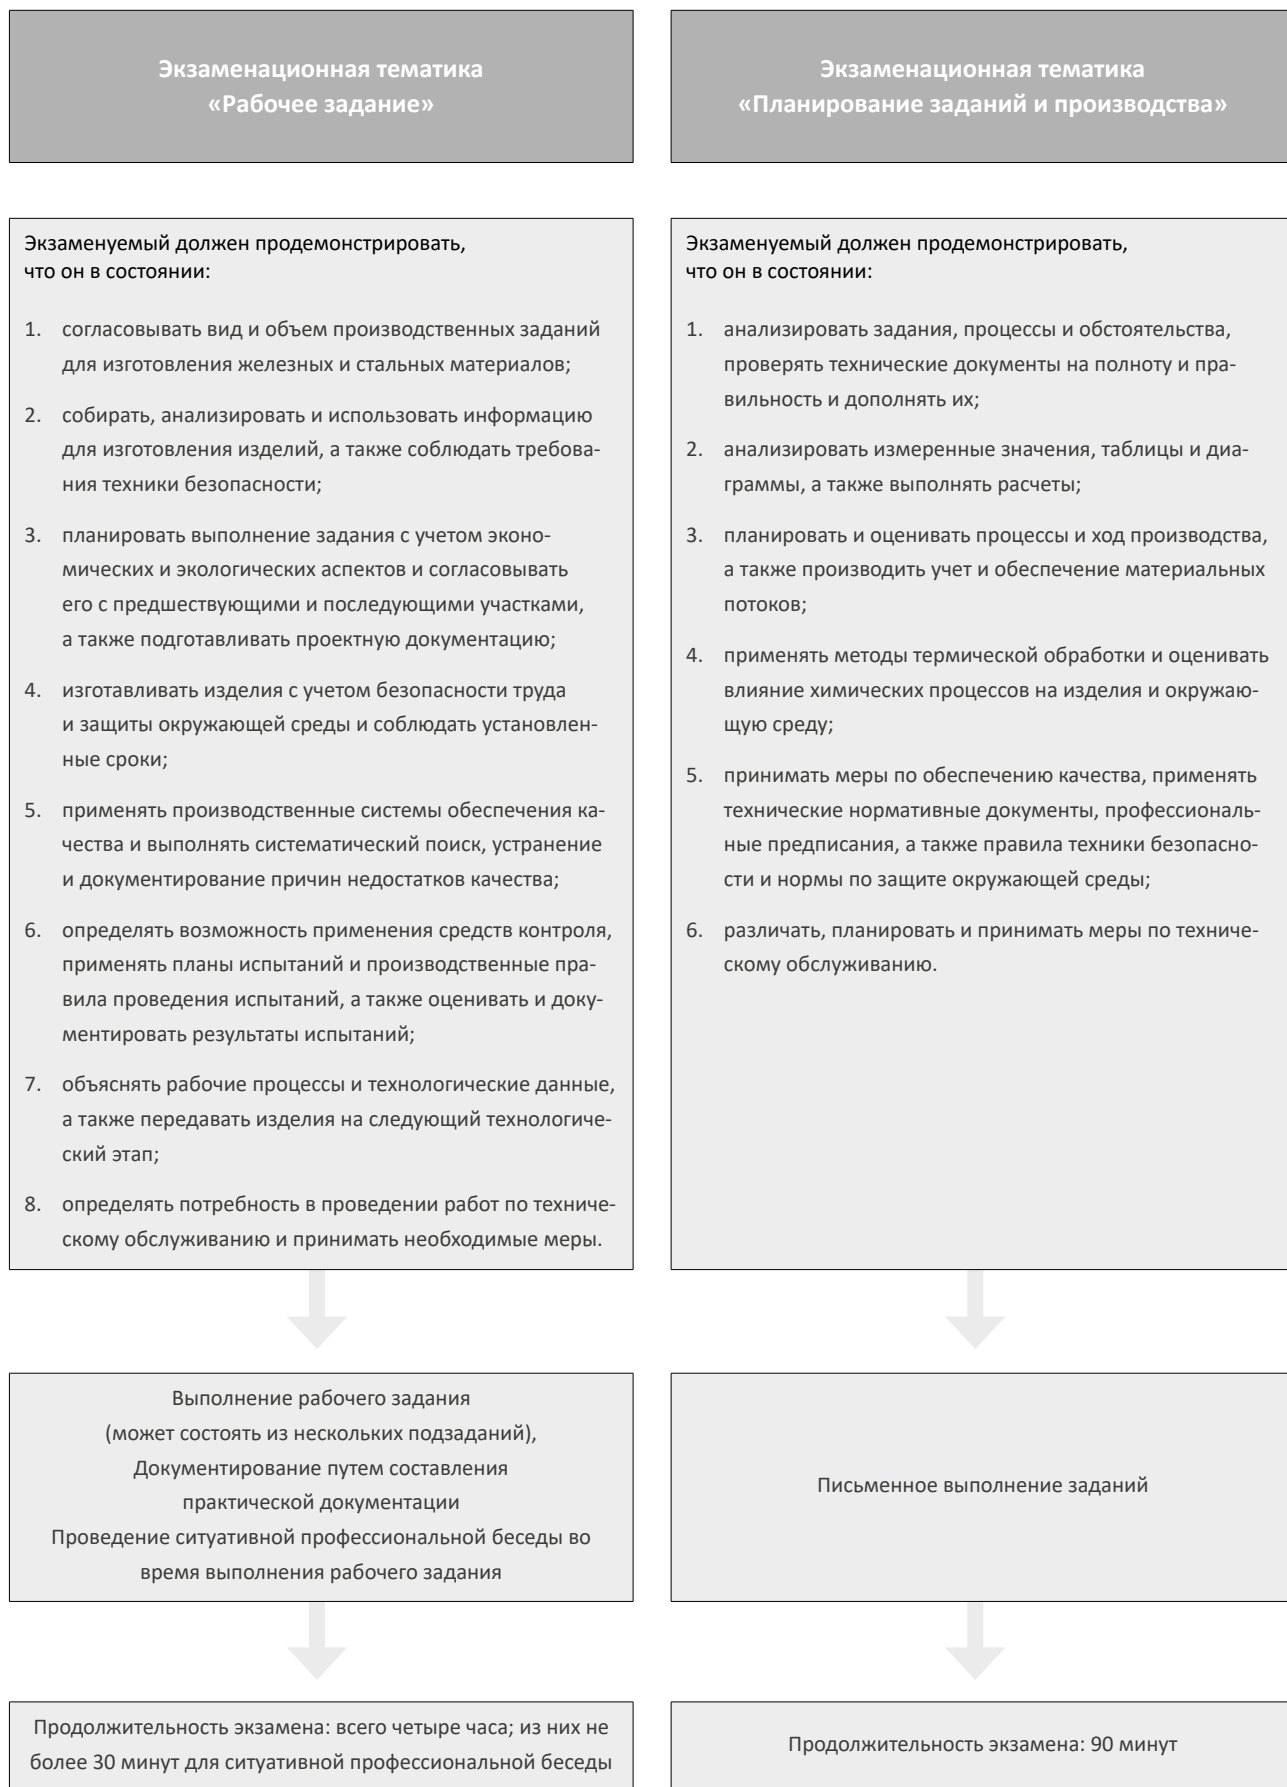 Экзаменационная тематика
«Рабочее задание»
Экзаменуемый должен продемонстрировать,
что он в состоянии:
1. согласовывать вид и объем производственных заданий
для изготовления железных и стальных материалов;
2. собирать, анализировать и использовать информацию
для изготовления изделий, а также соблюдать требова-
ния техники безопасности;
3. планировать выполнение задания с учетом эконо-
мических и экологических аспектов и согласовывать
его с предшествующими и последующими участками,
а также подготавливать проектную документацию;
4. изготавливать изделия с учетом безопасности труда
и защиты окружающей среды и соблюдать установлен-
ные сроки;
5. применять производственные системы обеспечения ка-
чества и выполнять систематический поиск, устранение
и документирование причин недостатков качества;
6. определять возможность применения средств контроля,
применять планы испытаний и производственные пра-
вила проведения испытаний, а также оценивать и доку-
ментировать результаты испытаний;
7. объяснять рабочие процессы и технологические данные,
а также передавать изделия на следующий технологиче-
ский этап;
8. определять потребность в проведении работ по техниче-
скому обслуживанию и принимать необходимые меры.
Выполнение рабочего задания
(может состоять из нескольких подзаданий),
Документирование путем составления
практической документации
Проведение ситуативной профессиональной беседы во
время выполнения рабочего задания
Продолжительность экзамена: всего четыре часа; из них не
более 30 минут для ситуативной профессиональной беседы
Экзаменационная тематика
«Планирование заданий и производства»
Экзаменуемый должен продемонстрировать,
что он в состоянии:
1. анализировать задания, процессы и обстоятельства,
проверять технические документы на полноту и пра-
вильность и дополнять их;
2. анализировать измеренные значения, таблицы и диа-
граммы, а также выполнять расчеты;
3. планировать и оценивать процессы и ход производства,
а также производить учет и обеспечение материальных
потоков;
4. применять методы термической обработки и оценивать
влияние химических процессов на изделия и окружаю-
щую среду;
5. принимать меры по обеспечению качества, применять
технические нормативные документы, профессиональ-
ные предписания, а также правила техники безопасно-
сти и нормы по защите окружающей среды;
6. различать, планировать и принимать меры по техниче-
скому обслуживанию.
Письменное выполнение заданий
Продолжительность экзамена: 90 минут